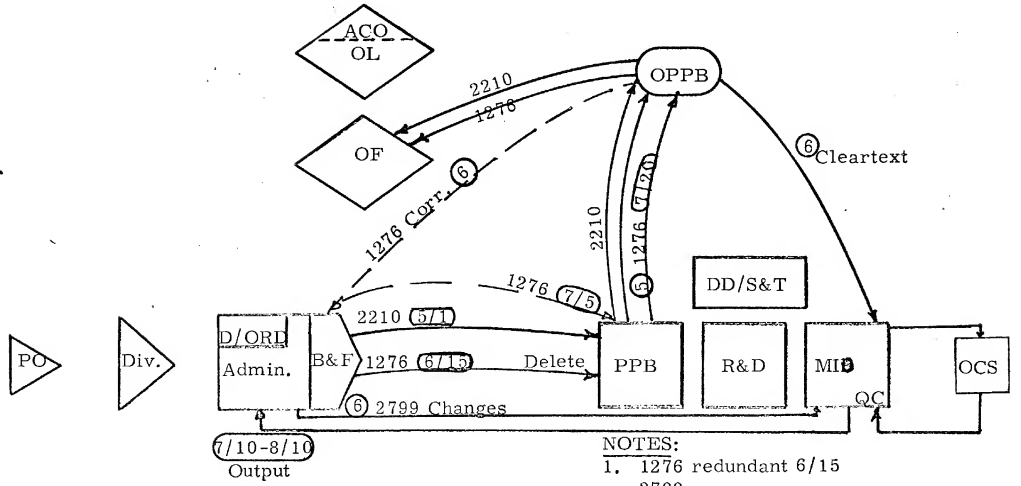 ACO
OL
OPPB
2210
1276
OF
⑥ Cleartext
1276 Corr. ⑥
2210
⑤ 1276 7/20
DD/S&T
1276 7/5
2210 5/1
D/ORD
Admin.
B&F
1276 6/15
Delete
PO
Div.
PPB
R&D
MID
QC
OCS
⑥ 2799 Changes
7/10-8/10
Output
NOTES:
1. 1276 redundant 6/15
2799